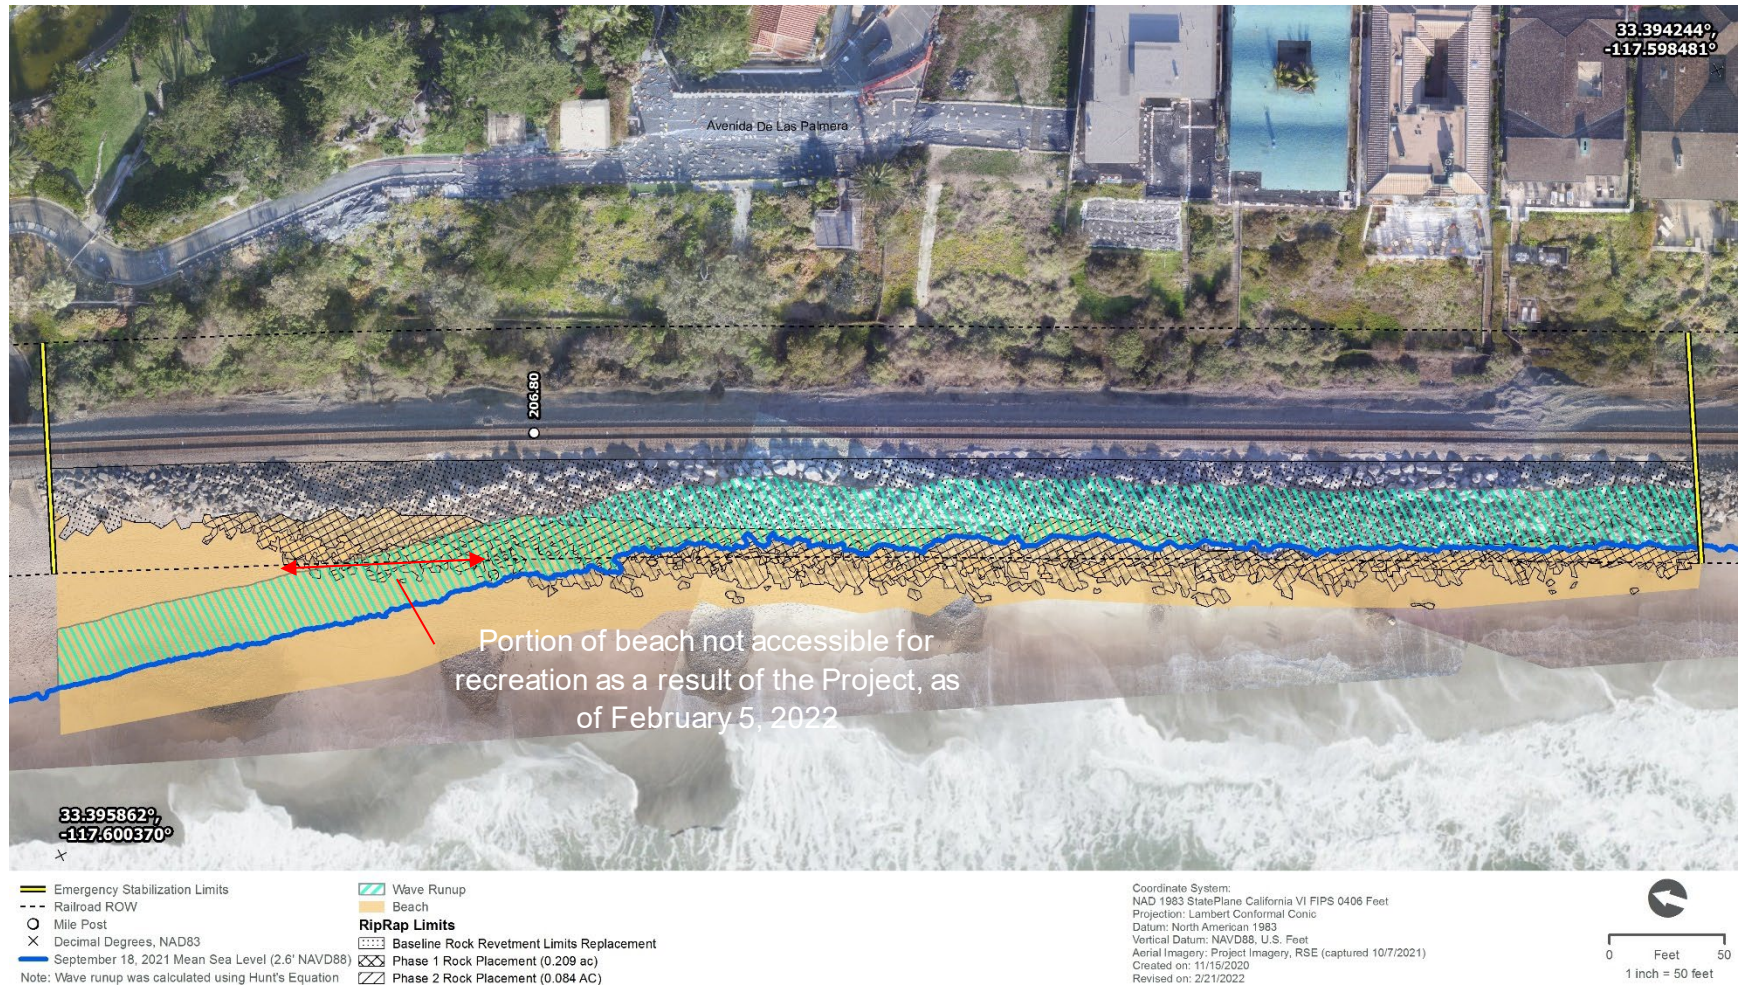 33.394244°,
-117.598481°
Avenida De Las Palmera
206.80
Portion of beach not accessible for
recreation as a result of the Project, as
of February 5, 2022
33.395862°,
-117.600370°
Emergency Stabilization Limits
Railroad ROW
Mile Post
Decimal Degrees, NAD83
September 18, 2021 Mean Sea Level (2.6' NAVD88)
Note: Wave runup was calculated using Hunt's Equation
Wave Runup
Beach
RipRap Limits
Baseline Rock Revetment Limits Replacement
Phase 1 Rock Placement (0.209 ac)
Phase 2 Rock Placement (0.084 AC)
Coordinate System:
NAD 1983 StatePlane California VI FIPS 0406 Feet
Projection: Lambert Conformal Conic
Datum: North American 1983
Vertical Datum: NAVD88, U.S. Foot
Aerial Imagery: Project Imagery, RSE (captured 10/7/2021)
Created on: 11/15/2020
Revised on: 2/21/2022
0 Feet 50
1 inch = 50 feet